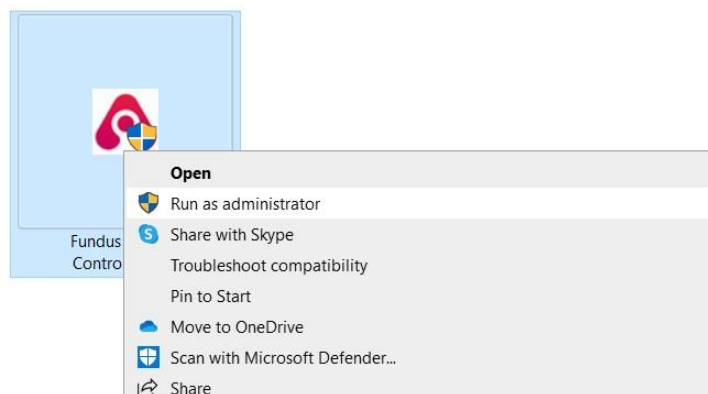 Open
Run as administrator
Share with Skype
Fundus
Contro
Troubleshoot compatibility
Pin to Start
Move to OneDrive
Scan with Microsoft Defender...
Share